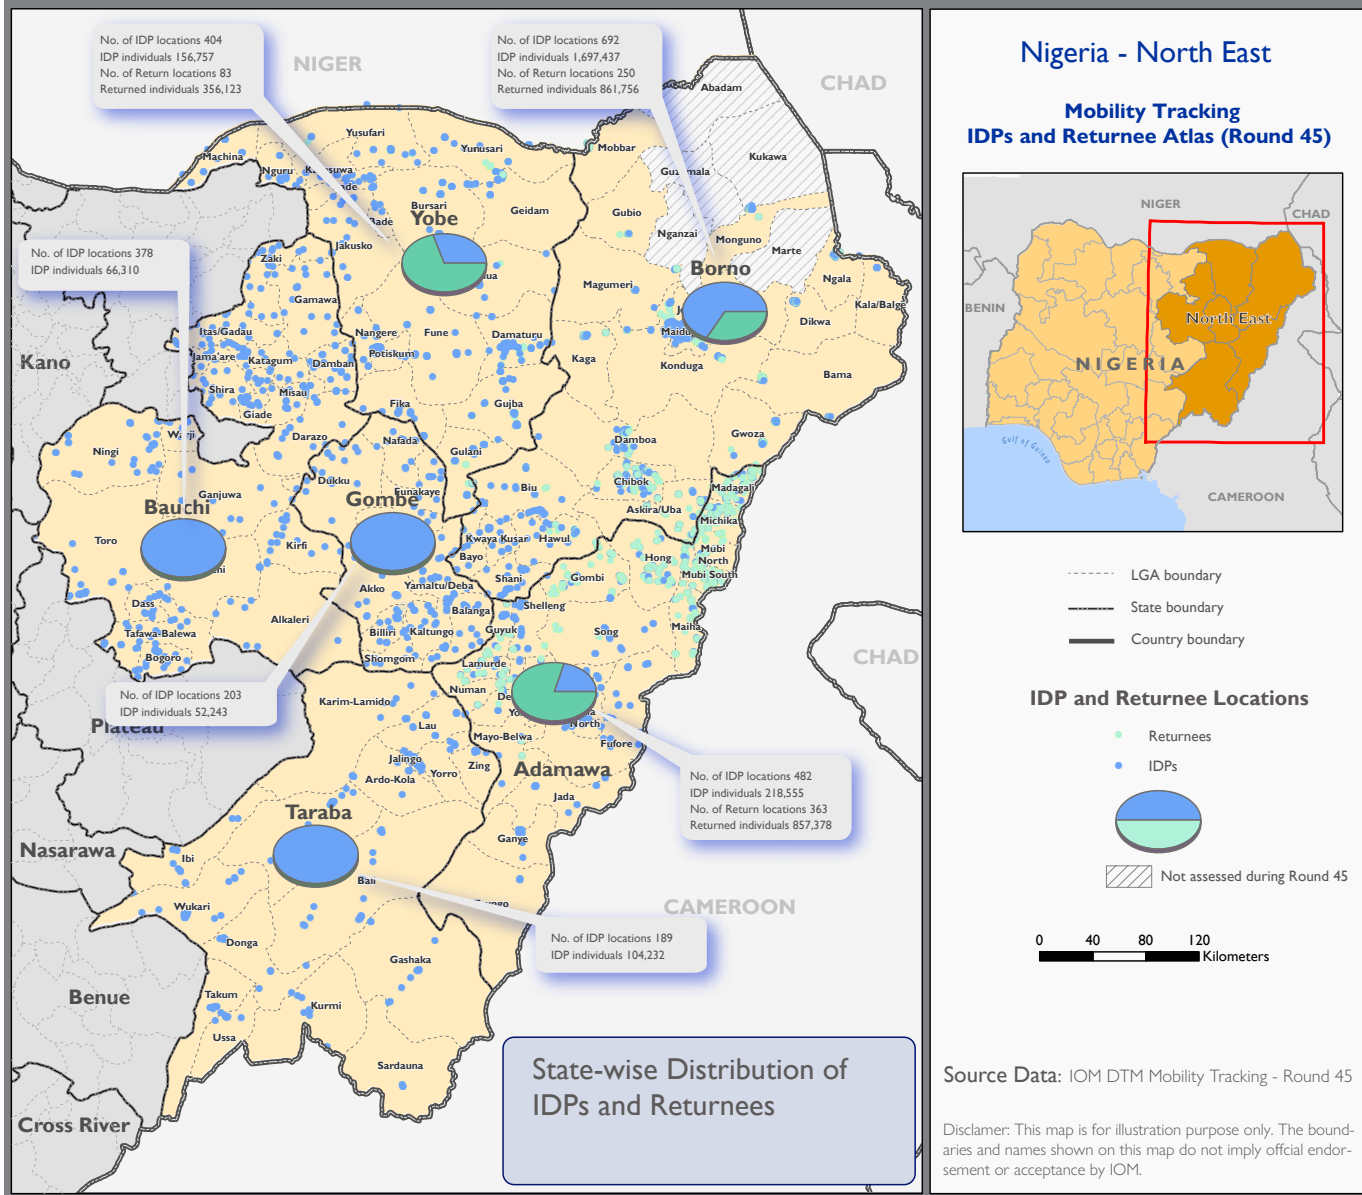 No. of IDP locations 404
IDP individuals 156,757
No. of Return locations 83
Returned individuals 356,123
No. of IDP locations 692
IDP individuals 1,697,437
No. of Return locations 250
Returned individuals 861,756
NIGER
CHAD
Abadam
Yusufari
Machina
Yunusari
Mobbar
Kukawa
Nguru
Geidam
Bursari
Yobe
Gubio
Nganzai
Monguno
Marte
Bade
Jakusko
No. of IDP locations 378
IDP individuals 66,310
Zaki
Borno
Ngala
Magumeri
Gamawa
Kala/Balge
Dikwa
Itas/Gadau
Nangere
Fune
Damaturu
Jama'are
Katagum
Damban
Potiskum
Kaga
Konduga
Kano
Bama
Shira
Misau
Giade
Fika
Gujba
Ningi
Warji
Darazo
Nafada
Gulani
Damboa
Gwoza
Dukku
Funakaye
Biu
Chibok
Madagali
Ganjuwa
Gombe
Bauchi
Askira/Uba
Michika
Toro
Kirfi
Kwaya Kusar
Hawul
Bayo
Hong
Mubi
North
Mubi South
Akko
Yamaltu/Deba
Shani
Gombi
Dass
Balanga
Shelleng
Alkaleri
Tafawa-Balewa
Billiri
Kaltungo
Guyuk
Song
Maiha
Bogoro
Shomgom
Lamurde
No. of IDP locations 203
IDP individuals 52,243
Numan
Karim-Lamido
Plateau
Lau
North
Mayo-Belwa
Fufore
Jalingo
Zing
Yorro
Ardo-Kola
Adamawa
No. of IDP locations 482
IDP individuals 218,555
No. of Return locations 363
Returned individuals 857,378
Jada
Taraba
Ganye
Nasarawa
Ibi
Bali
Wukari
CAMEROON
Donga
No. of IDP locations 189
IDP individuals 104,232
Gashaka
Benue
Takum
Kurmi
Ussa
Sardauna
Cross River
CHAD
State-wise Distribution of
IDPs and Returnees
Nigeria - North East
Mobility Tracking
IDPs and Returnee Atlas (Round 45)
NIGER
CHAD
BENIN
North East
NIGERIA
Gulf of Guinea
CAMEROON
LGA boundary
State boundary
Country boundary
IDP and Returnee Locations
Returnees
IDPs
Not assessed during Round 45
0 40 80 120
Kilometers
Source Data: IOM DTM Mobility Tracking - Round 45
Disclamer: This map is for illustration purpose only. The bound-
aries and names shown on this map do not imply offcial endor-
sement or acceptance by IOM.